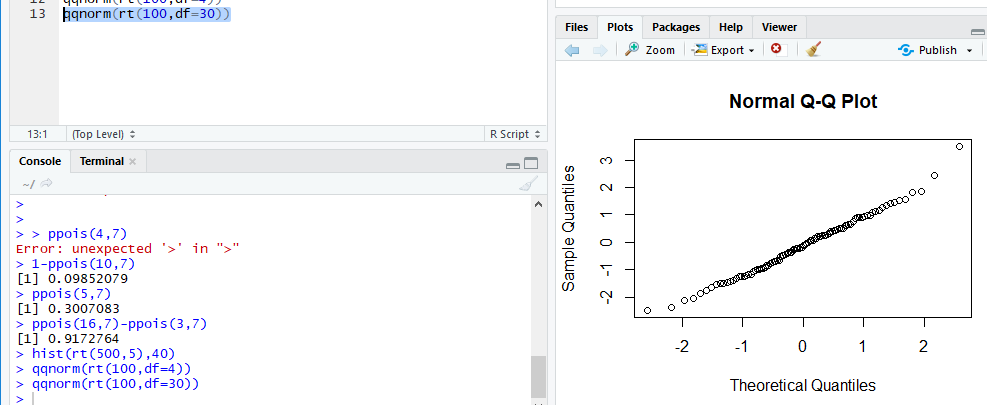 12 qqnorm(rt(100,df=4))
13 qqnorm(rt(100,df=30))
13:1 (Top Level) R Script
Console Terminal
~/
>
>
> > ppois(4,7)
Error: unexpected '>' in ">"
> 1-ppois(10,7)
[1] 0.09852079
> ppois(5,7)
[1] 0.3007083
> ppois(16,7)-ppois(3,7)
[1] 0.9172764
> hist(rt(500,5),40)
> qqnorm(rt(100,df=4))
> qqnorm(rt(100,df=30))
>
Files Plots Packages Help Viewer
Zoom Export Publish
Normal Q-Q Plot
Sample Quantiles
3
2
1
0
-1
-2
-2 -1 0 1 2
Theoretical Quantiles